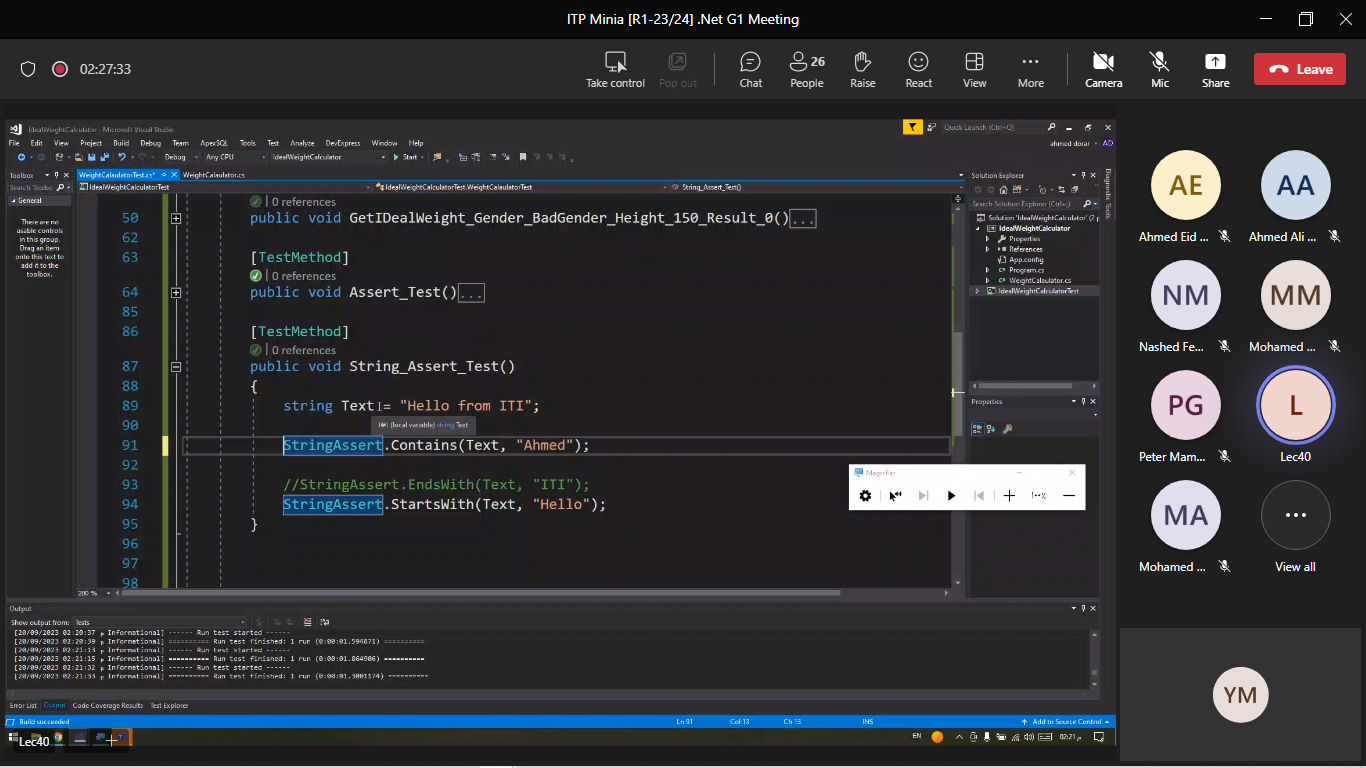 ITP Minia [R1-23/24] .Net G1 Meeting
02:27:33
Take control
Pop out
Chat
26
People
Raise
React
View
More
Camera
Mic
Share
Leave
IdealWeightCalculator - Microsoft Visual Studio
Quick Launch (Ctrl+Q)
File Edit View Project Build Debug Team ApexSQL Tools Test Analyze DevExpress Window Help
ahmed dorar AD
Debug Any CPU IdealWeightCalculator Start
Toolbox
Search Toolbo
General
There are no
usable controls
in this group.
Drag an item
onto this text to
add it to the
toolbox.
WeightCalaulatorTest.cs* WeightCalaulator.cs
IdealWeightCalculatorTest IdealWeightCalculatorTest.WeightCalaulatorTest String_Assert_Test()
0 references
50 public void GetIDealWeight_Gender_BadGender_Height_150_Result_0()...
62
63 [TestMethod]
0 references
64 public void Assert_Test()...
85
86 [TestMethod]
0 references
87 public void String_Assert_Test()
88 {
89 string Text = "Hello from ITI";
90
(local variable) string Text
91 StringAssert.Contains(Text, "Ahmed");
92
93 //StringAssert.EndsWith(Text, "ITI");
94 StringAssert.StartsWith(Text, "Hello");
95 }
96
97
98
200 %
Solution Explorer
Search Solution Explorer (Ctrl+;)
Solution 'IdealWeightCalculator' (2 p
IdealWeightCalculator
Properties
References
App.config
Program.cs
WeightCalaulator.cs
IdealWeightCalculatorTest
Diagnostic Tools
Properties
Magnifier
Output
Show output from: Tests
[20/09/2023 02:20:37 م Informational] ------ Run test started ------
[20/09/2023 02:20:39 م Informational] ========== Run test finished: 1 run (0:00:01.594871) ==========
[20/09/2023 02:21:13 م Informational] ------ Run test started ------
[20/09/2023 02:21:15 م Informational] ========== Run test finished: 1 run (0:00:01.864906) ==========
[20/09/2023 02:21:32 م Informational] ------ Run test started ------
[20/09/2023 02:21:33 م Informational] ========== Run test finished: 1 run (0:00:01.3001174) ==========
Error List Output Code Coverage Results Test Explorer
Build succeeded Ln 91 Col 13 Ch 13 INS Add to Source Control
Lec40
EN 02:21 م
AE
Ahmed Eid ...
AA
Ahmed Ali ...
NM
Nashed Fe...
MM
Mohamed ...
PG
Peter Mam...
L
Lec40
MA
Mohamed ...
View all
YM